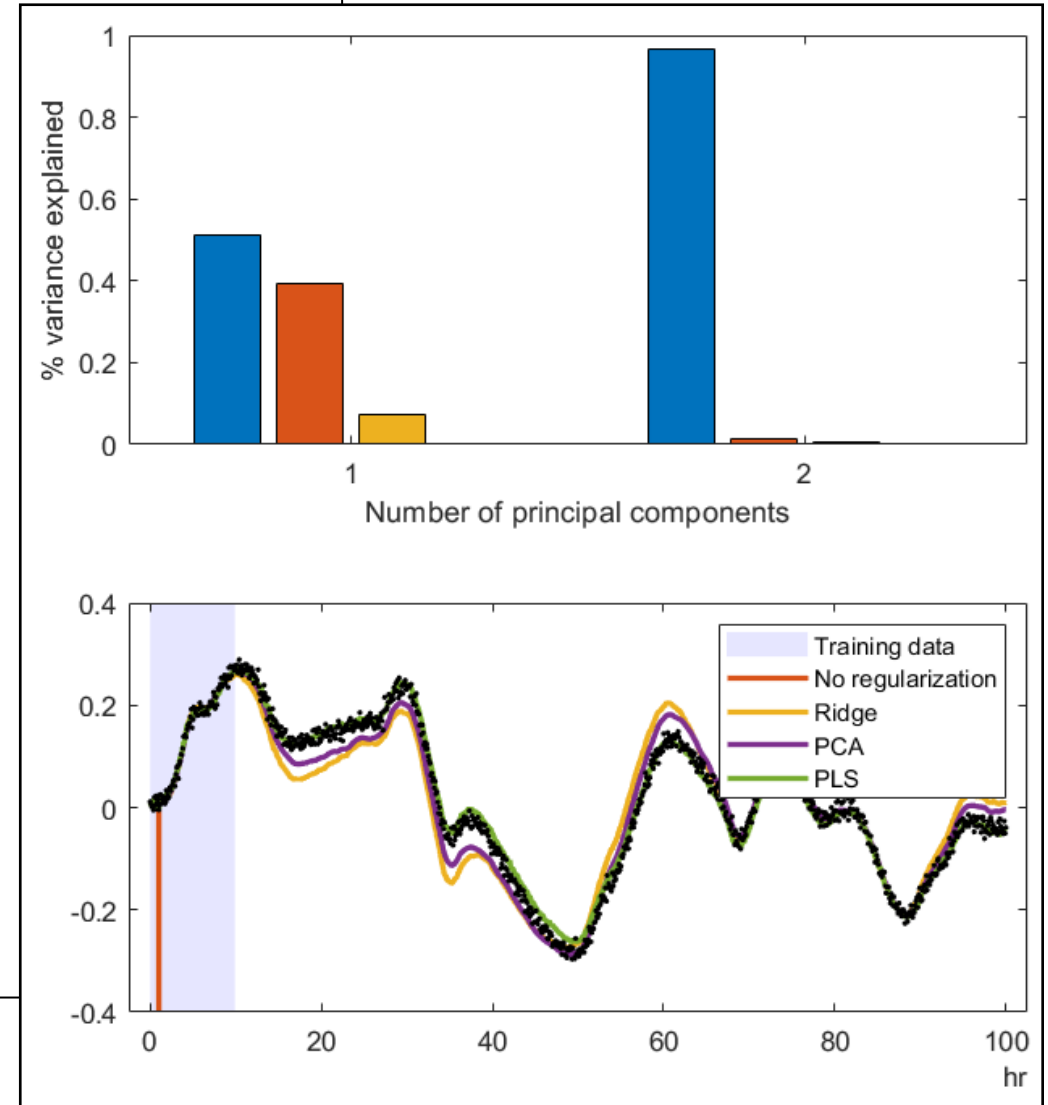 1
0.8
0.6
0.4
0.2
0
% variance explained
1 2
Number of principal components
0.4
0.2
0
-0.2
-0.4
Training data
No regularization
Ridge
PCA
PLS
0 20 40 60 80 100
hr